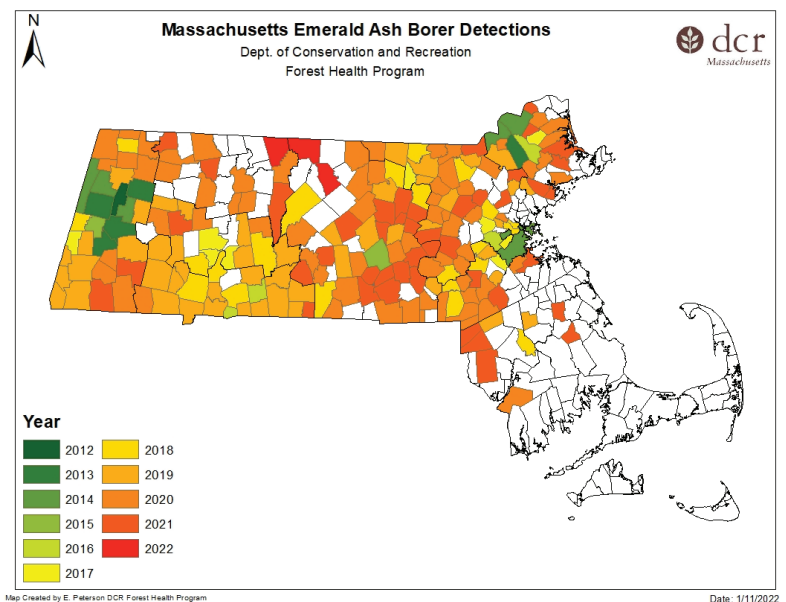 Massachusetts Emerald Ash Borer Detections
Dept. of Conservation and Recreation
Forest Health Program
N
dcr
Massachusetts
Year
2012
2013
2014
2015
2016
2017
2018
2019
2020
2021
2022
Map Created by E. Peterson DCR Forest Health Program
Date: 1/11/2022